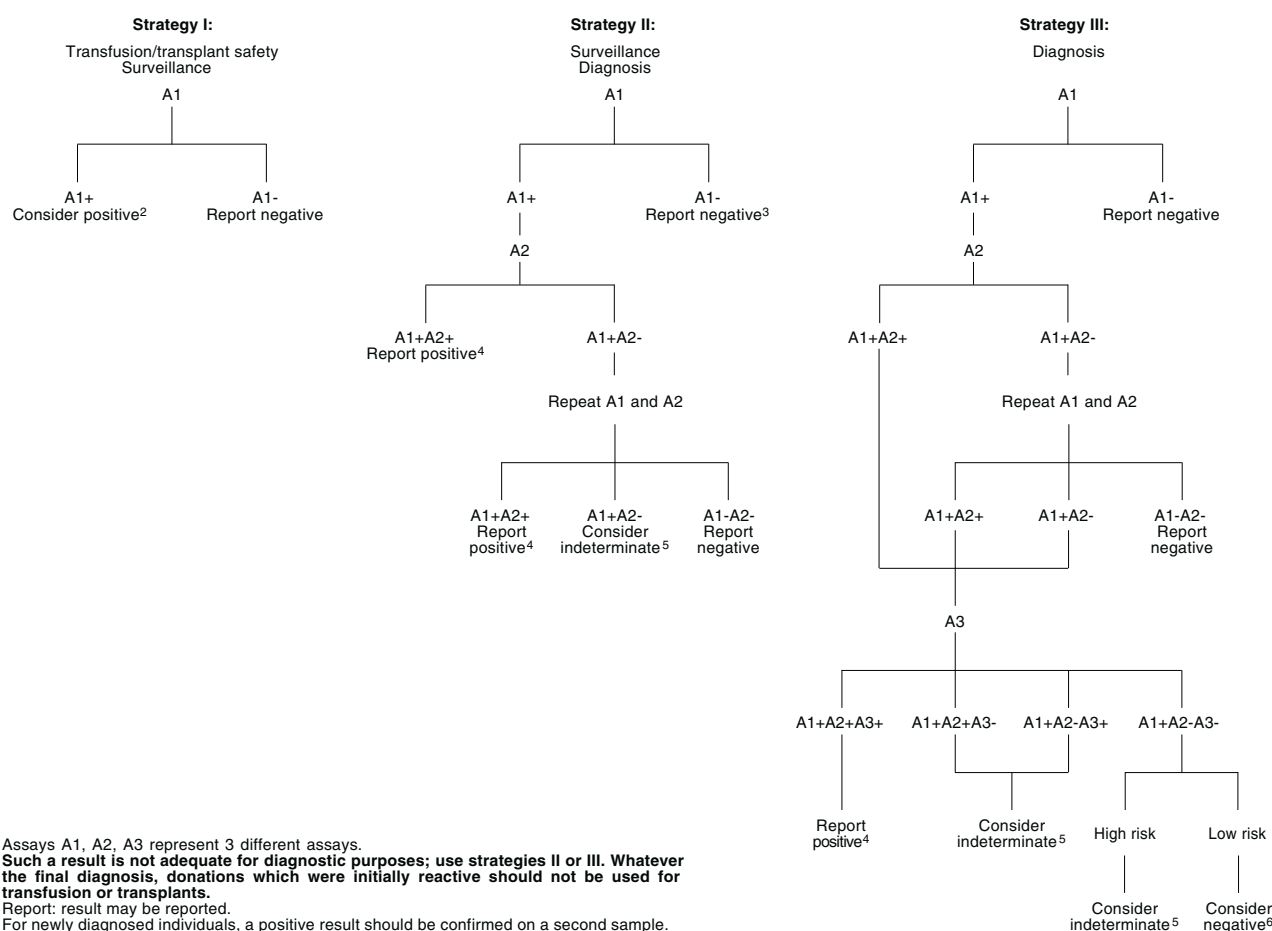 Strategy I:
Transfusion/transplant safety
Surveillance
A1
A1+
Consider positive2
A1-
Report negative
Strategy II:
Surveillance
Diagnosis
A1
A1+
A1-
Report negative3
A2
A1+A2+
Report positive4
A1+A2-
Repeat A1 and A2
A1+A2+
Report
positive4
A1+A2-
Consider
indeterminate5
A1-A2-
Report
negative
Strategy III:
Diagnosis
A1
A1+
A1-
Report negative
A2
A1+A2+
A1+A2-
Repeat A1 and A2
A1+A2+
A1+A2-
A1-A2-
Report
negative
A3
A1+A2+A3+
A1+A2+A3-
A1+A2-A3+
A1+A2-A3-
Report
positive4
Consider
indeterminate5
High risk
Low risk
Consider
indeterminate5
Consider
negative6
Assays A1, A2, A3 represent 3 different assays.
Such a result is not adequate for diagnostic purposes; use strategies II or III. Whatever
the final diagnosis, donations which were initially reactive should not be used for
transfusion or transplants.
Report: result may be reported.
For newly diagnosed individuals, a positive result should be confirmed on a second sample.